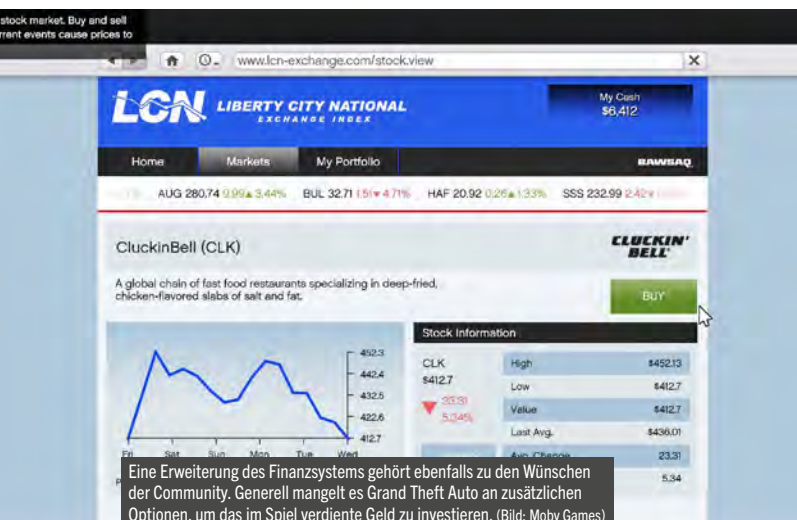 stock market. Buy and sell
rrent events cause prices to
www.lcn-exchange.com/stock.view
LCN LIBERTY CITY NATIONAL
EXCHANGE INDEX
My Cash
$6,412
Home Markets My Portfolio BAWSAQ
AUG 280.74 9.99▲3.44% BUL 32.71 1.51▼4.71% HAF 20.92 0.26▲1.33% SSS 232.99 2.42▼
CluckinBell (CLK)
CLUCKIN'
BELL
A global chain of fast food restaurants specializing in deep-fried,
chicken-flavored slabs of salt and fat.
BUY
Stock Information
452.3
442.4
432.5
422.6
412.7
Fri Sat Sun Mon Tue Wed
CLK
$412.7
▼ 23.31
5.34%
High $452.13
Low $412.7
Value $412.7
Last Avg. $436.01
Avg. Change 23.31
5.34
Eine Erweiterung des Finanzsystems gehört ebenfalls zu den Wünschen
der Community. Generell mangelt es Grand Theft Auto an zusätzlichen
Optionen, um das im Spiel verdiente Geld zu investieren. (Bild: Moby Games)